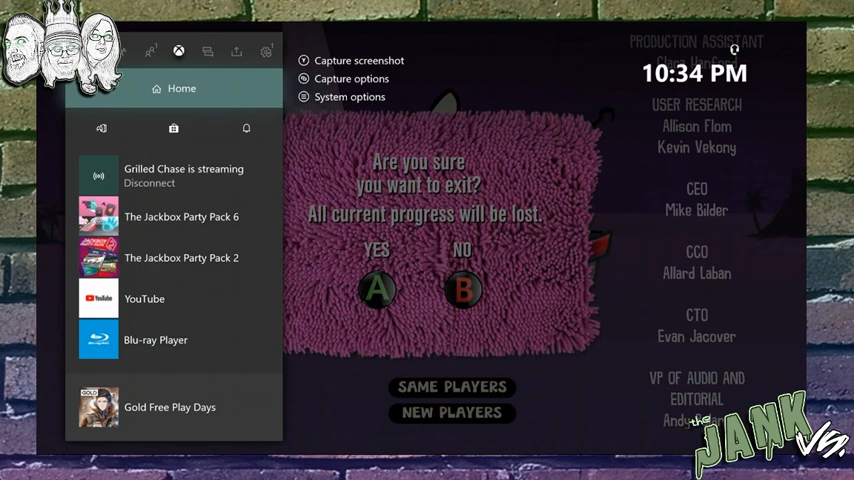 Home
Grilled Chase is streaming
Disconnect
The Jackbox Party Pack 6
The Jackbox Party Pack 2
YouTube
YouTube
Blu-ray Player
GOLD
Gold Free Play Days
Capture screenshot
Capture options
System options
10:34 PM
Are you sure
you want to exit?
All current progress will be lost.
YES NO
A B
SAME PLAYERS
NEW PLAYERS
PRODUCTION ASSISTANT
USER RESEARCH
Allison Flom
Kevin Vekony
CEO
Mike Bilder
CCO
Allard Laban
CTO
Evan Jacover
VP OF AUDIO AND
EDITORIAL
the
JANK
VS.